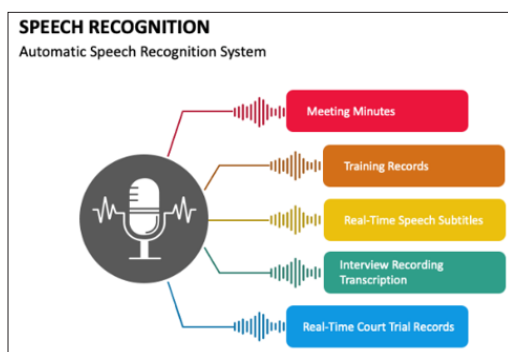 SPEECH RECOGNITION
Automatic Speech Recognition System
Meeting Minutes
Training Records
Real-Time Speech Subtitles
Interview Recording
Transcription
Real-Time Court Trial Records